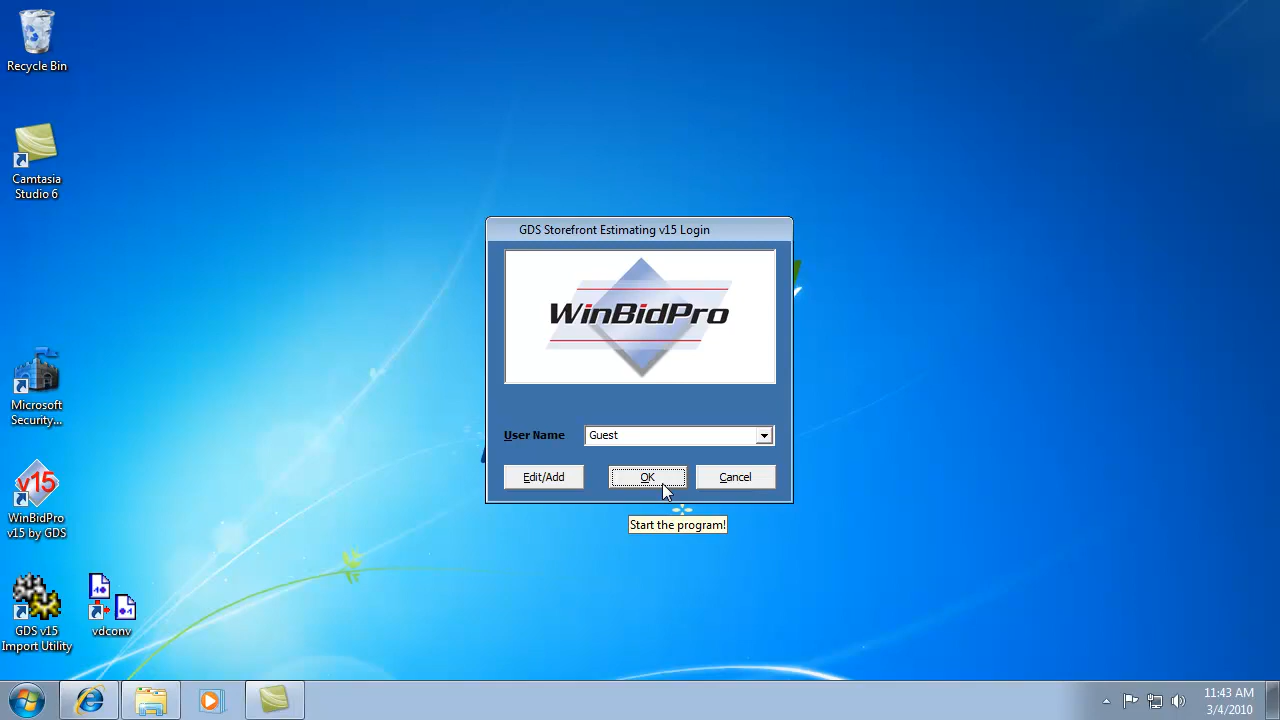 Recycle Bin
Camtasia
Studio 6
Microsoft
Security...
v15
WinBidPro
v15 by GDS
GDS v15
Import Utility
vdconv
GDS Storefront Estimating v15 Login
WinBidPro
User Name
Guest
Edit/Add
OK
Cancel
Start the program!
11:43 AM
3/4/2010